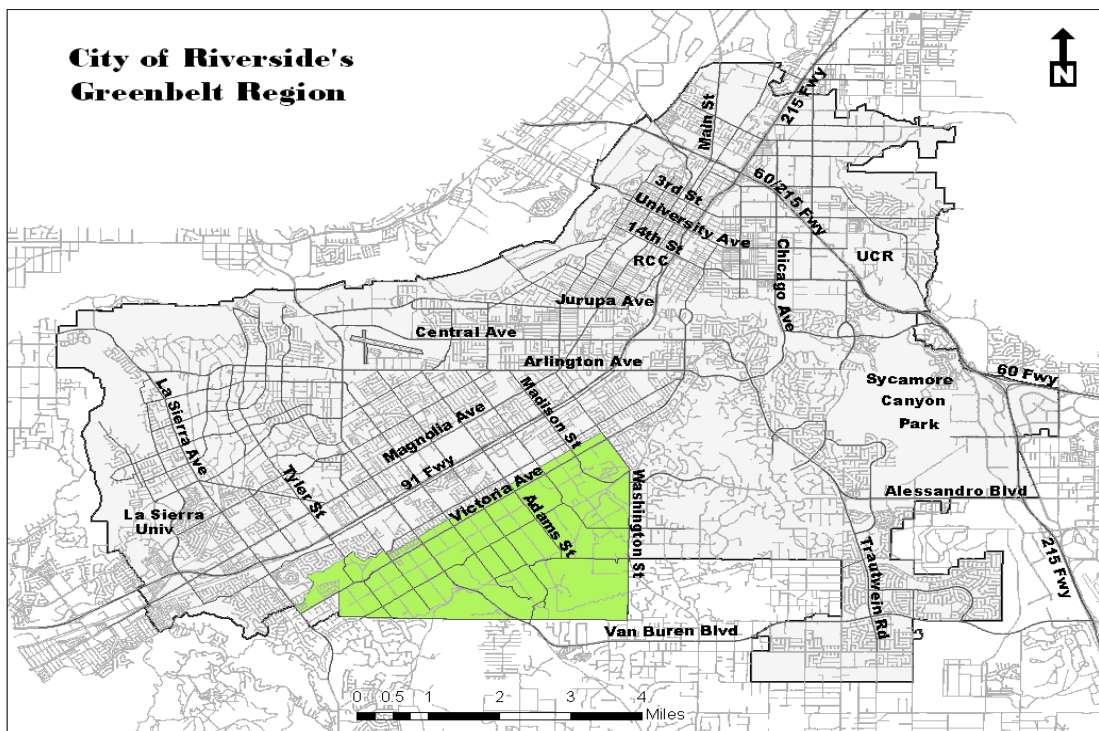 City of Riverside's
Greenbelt Region
N
215 Fwy
Main St
3rd St
60/215 Fwy
University Ave
14th St
RCC
UCR
Chicago Ave
Jurupa Ave
Central Ave
Arlington Ave
60 Fwy
Sycamore
Canyon
Park
La Sierra Ave
Madison St
Magnolia Ave
91 Fwy
Tyler St
Victoria Ave
Washington St
Alessandro Blvd
La Sierra
Univ
Adams St
Trautwein Rd
215 Fwy
Van Buren Blvd
0 0.5 1 2 3 4
Miles